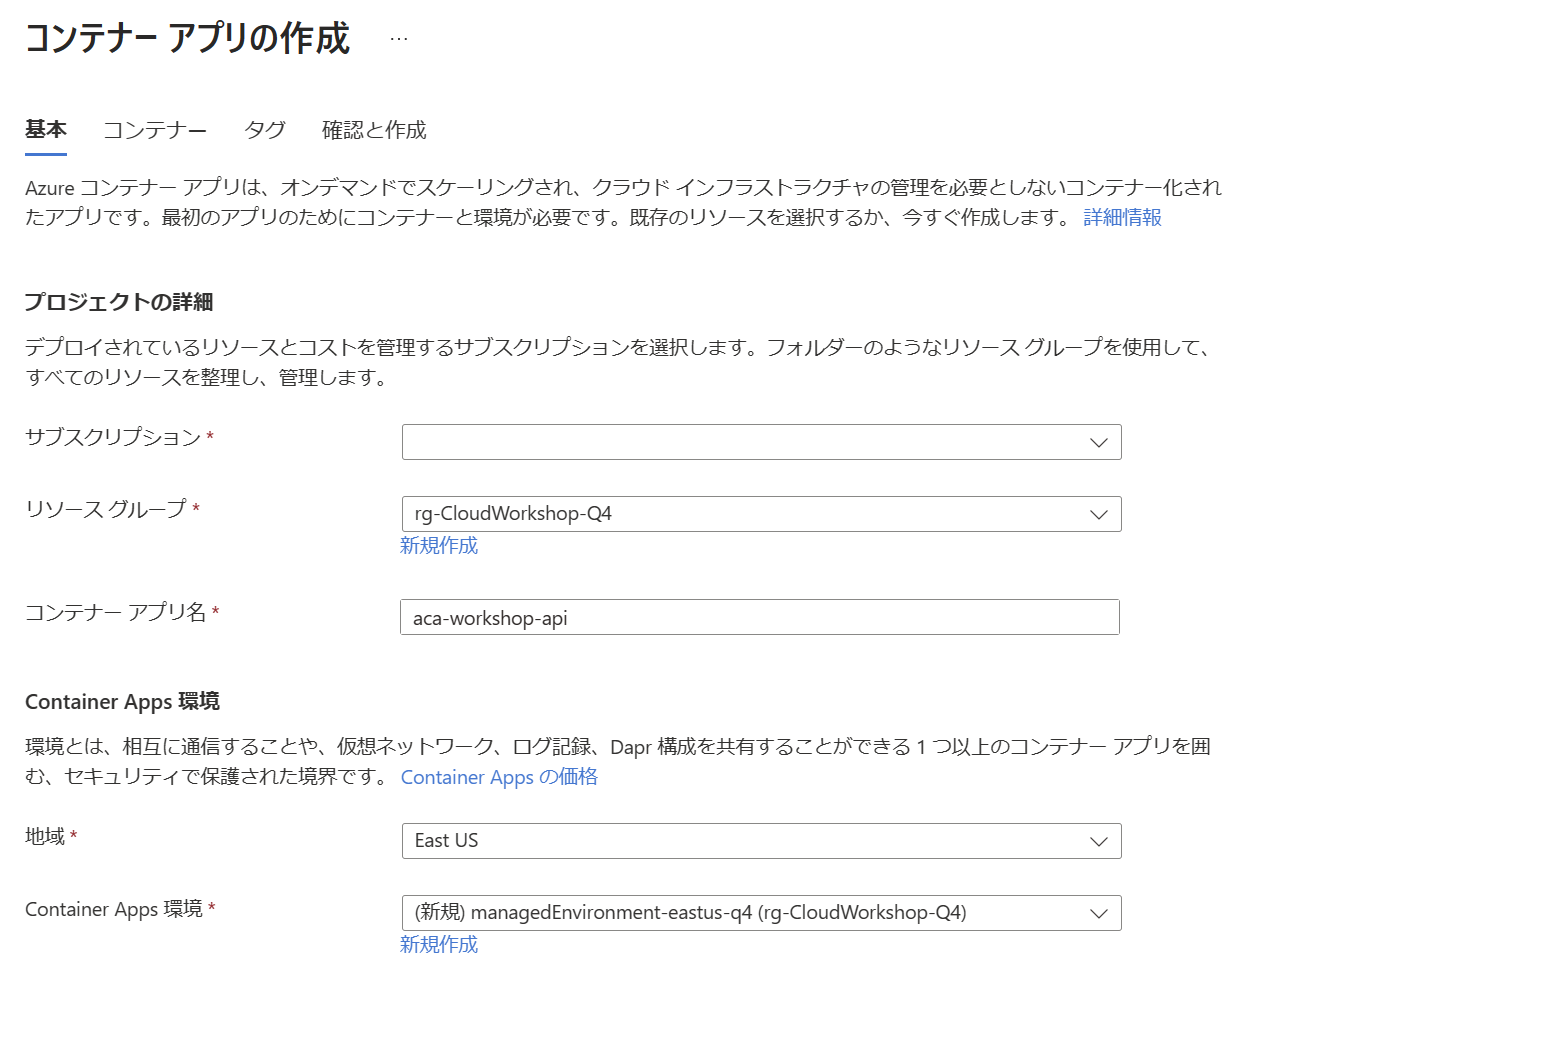 コンテナー アプリの作成 …
基本 コンテナー タグ 確認と作成
Azure コンテナー アプリは、オンデマンドでスケーリングされ、クラウド インフラストラクチャの管理を必要としないコンテナー化され
たアプリです。最初のアプリのためにコンテナーと環境が必要です。既存のリソースを選択するか、今すぐ作成します。 詳細情報
プロジェクトの詳細
デプロイされているリソースとコストを管理するサブスクリプションを選択します。フォルダーのようなリソース グループを使用して、
すべてのリソースを整理し、管理します。
サブスクリプション *
リソース グループ * rg-CloudWorkshop-Q4
新規作成
コンテナー アプリ名 * aca-workshop-api
Container Apps 環境
環境とは、相互に通信することや、仮想ネットワーク、ログ記録、Dapr 構成を共有することができる 1 つ以上のコンテナー アプリを囲
む、セキュリティで保護された境界です。 Container Apps の価格
地域 * East US
Container Apps 環境 * (新規) managedEnvironment-eastus-q4 (rg-CloudWorkshop-Q4)
新規作成